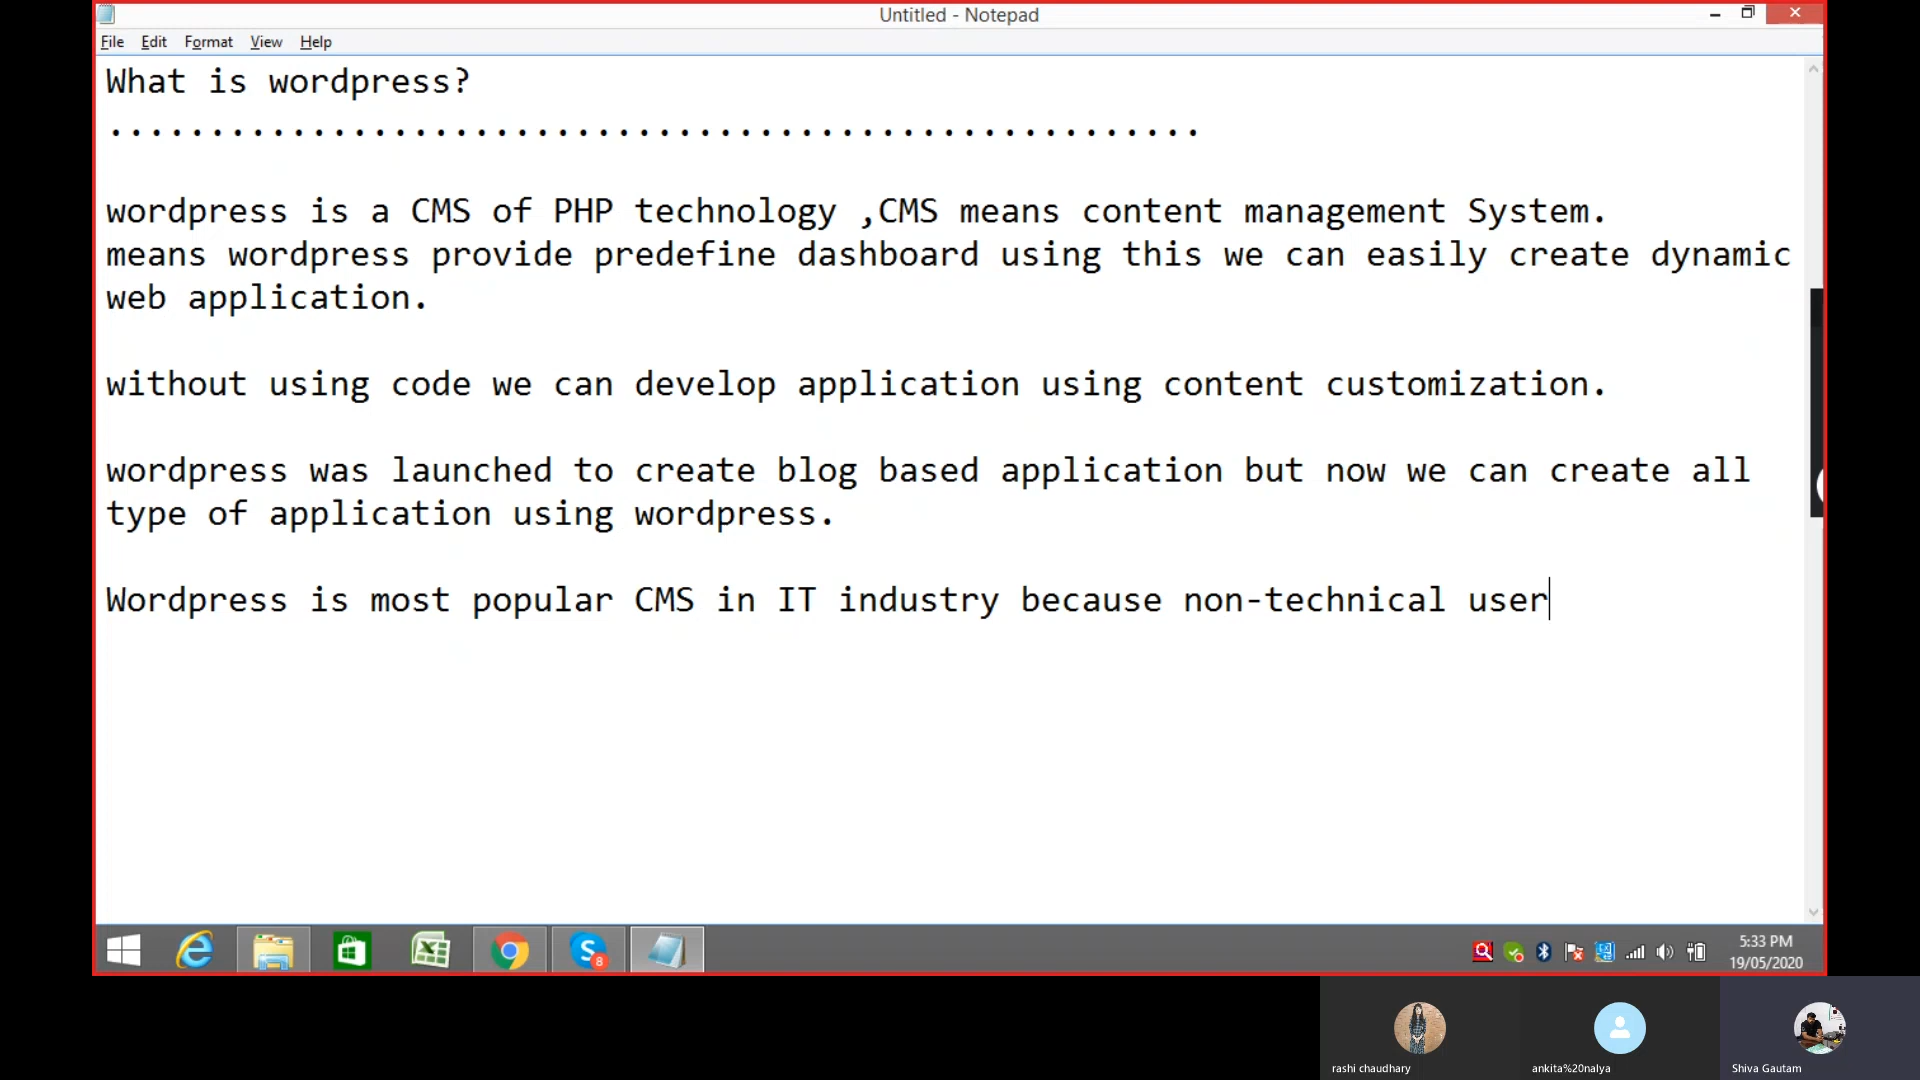 Untitled - Notepad
File Edit Format View Help
What is wordpress?
......................................................
wordpress is a CMS of PHP technology ,CMS means content management System.
means wordpress provide predefine dashboard using this we can easily create dynamic
web application.
without using code we can develop application using content customization.
wordpress was launched to create blog based application but now we can create all
type of application using wordpress.
Wordpress is most popular CMS in IT industry because non-technical user
8
5:33 PM
19/05/2020
rashi chaudhary
ankita%20nalya
Shiva Gautam